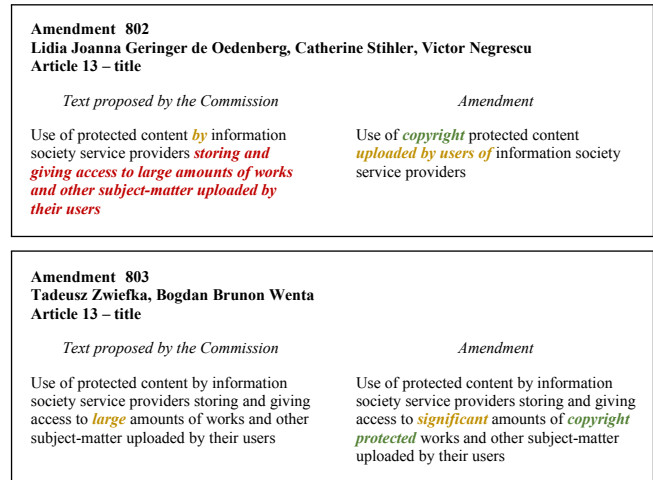 Amendment 802
Lidia Joanna Geringer de Oedenberg, Catherine Stihler, Victor Negrescu
Article 13 – title
Text proposed by the Commission
Amendment
Use of protected content by information
society service providers storing and
giving access to large amounts of works
and other subject-matter uploaded by
their users
Use of copyright protected content
uploaded by users of information society
service providers
Amendment 803
Tadeusz Zwiefka, Bogdan Brunon Wenta
Article 13 – title
Text proposed by the Commission
Amendment
Use of protected content by information
society service providers storing and giving
access to large amounts of works and other
subject-matter uploaded by their users
Use of protected content by information
society service providers storing and giving
access to significant amounts of copyright
protected works and other subject-matter
uploaded by their users